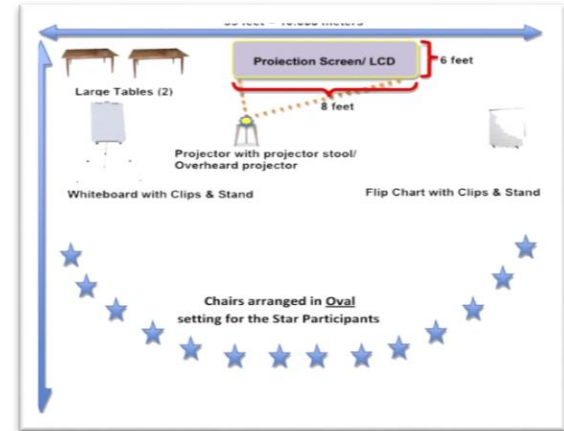 Projection Screen/ LCD
6 feet
Large Tables (2)
8 feet
Projector with projector stool/
Overheard projector
Whiteboard with Clips & Stand
Flip Chart with Clips & Stand
Chairs arranged in Oval
setting for the Star Participants